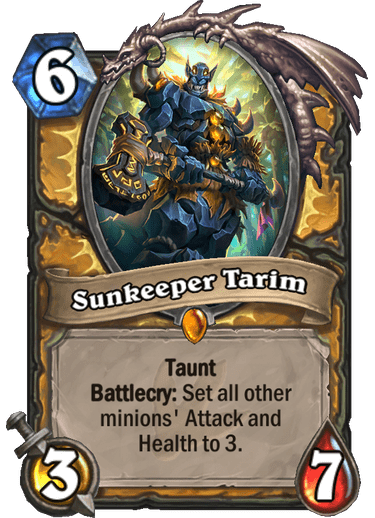 6
Sunkeeper Tarim
Taunt
Battlecry: Set all other
minions' Attack and
Health to 3.
3
7